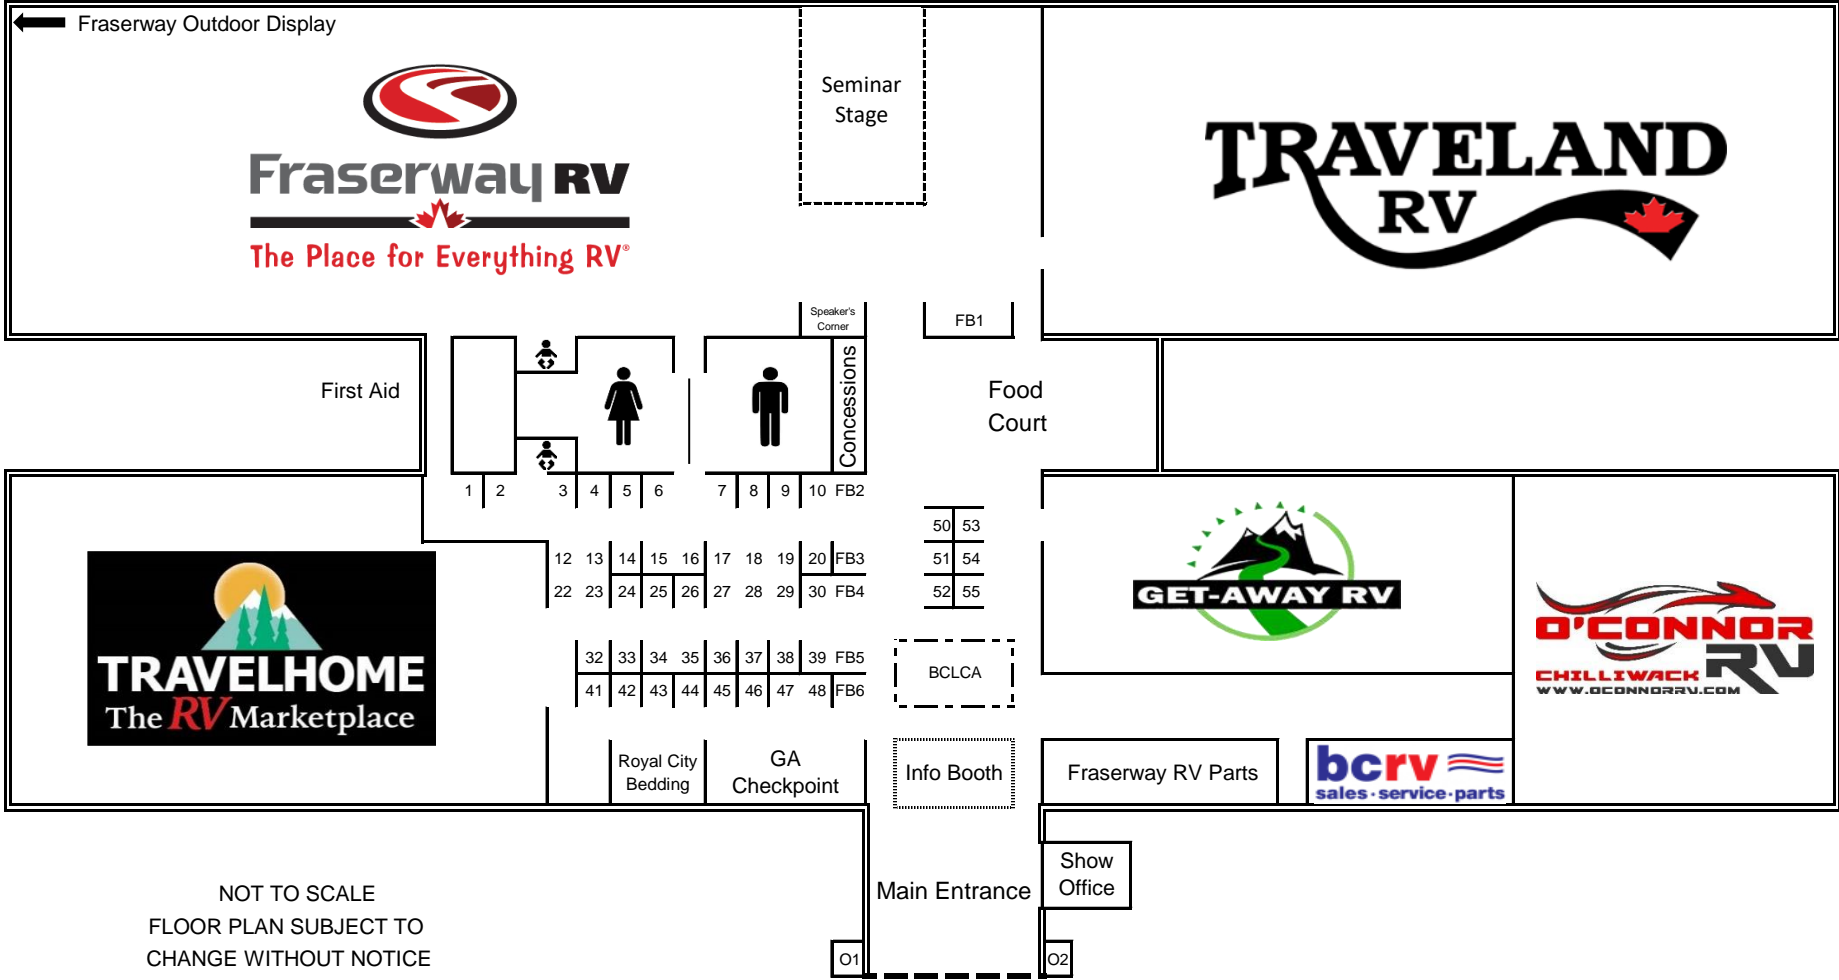 Fraserway Outdoor Display
Seminar
Stage
Fraserway RV
The Place for Everything RV®
TRAVELAND
RV
Speaker's
Corner
FB1
First Aid
Concessions
Food
Court
1 2 3 4 5 6 7 8 9 10 FB2
50 53
12 13 14 15 16 17 18 19 20 FB3 51 54
22 23 24 25 26 27 28 29 30 FB4 52 55
GET-AWAY RV
O'CONNOR
RV
CHILLIWACK
WWW.OCONNORRV.COM
TRAVELHOME
The RV Marketplace
32 33 34 35 36 37 38 39 FB5
41 42 43 44 45 46 47 48 FB6
BCLCA
Royal City
Bedding
GA
Checkpoint
Info Booth
Fraserway RV Parts
bcrv
sales·service·parts
Main Entrance
Show
Office
NOT TO SCALE
FLOOR PLAN SUBJECT TO
CHANGE WITHOUT NOTICE
O1
O2